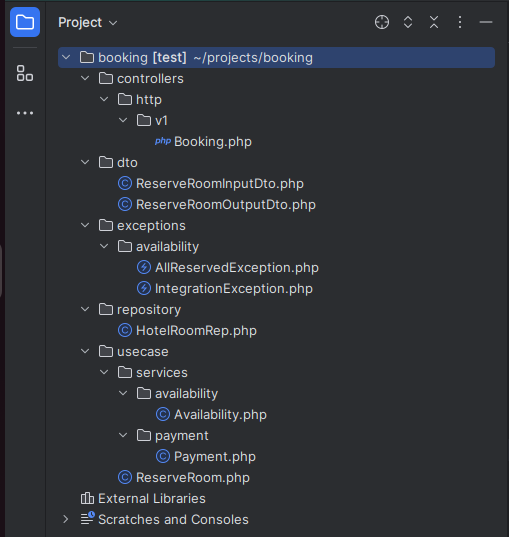 Project
booking [test] ~/projects/booking
controllers
http
v1
php Booking.php
dto
ReserveRoomInputDto.php
ReserveRoomOutputDto.php
exceptions
availability
AllReservedException.php
IntegrationException.php
repository
HotelRoomRep.php
usecase
services
availability
Availability.php
payment
Payment.php
ReserveRoom.php
External Libraries
Scratches and Consoles